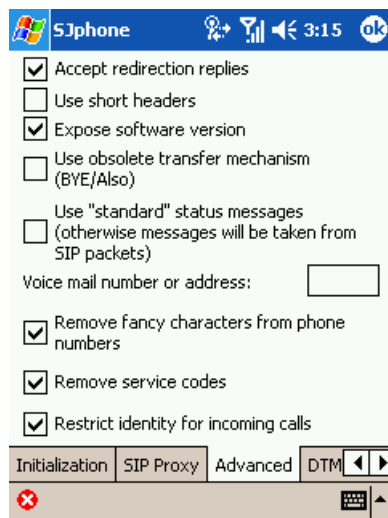 SJphone 3:15 ok
Accept redirection replies
Use short headers
Expose software version
Use obsolete transfer mechanism
(BYE/Also)
Use "standard" status messages
(otherwise messages will be taken from
SIP packets)
Voice mail number or address:
Remove fancy characters from phone
numbers
Remove service codes
Restrict identity for incoming calls
Initialization SIP Proxy Advanced DTM